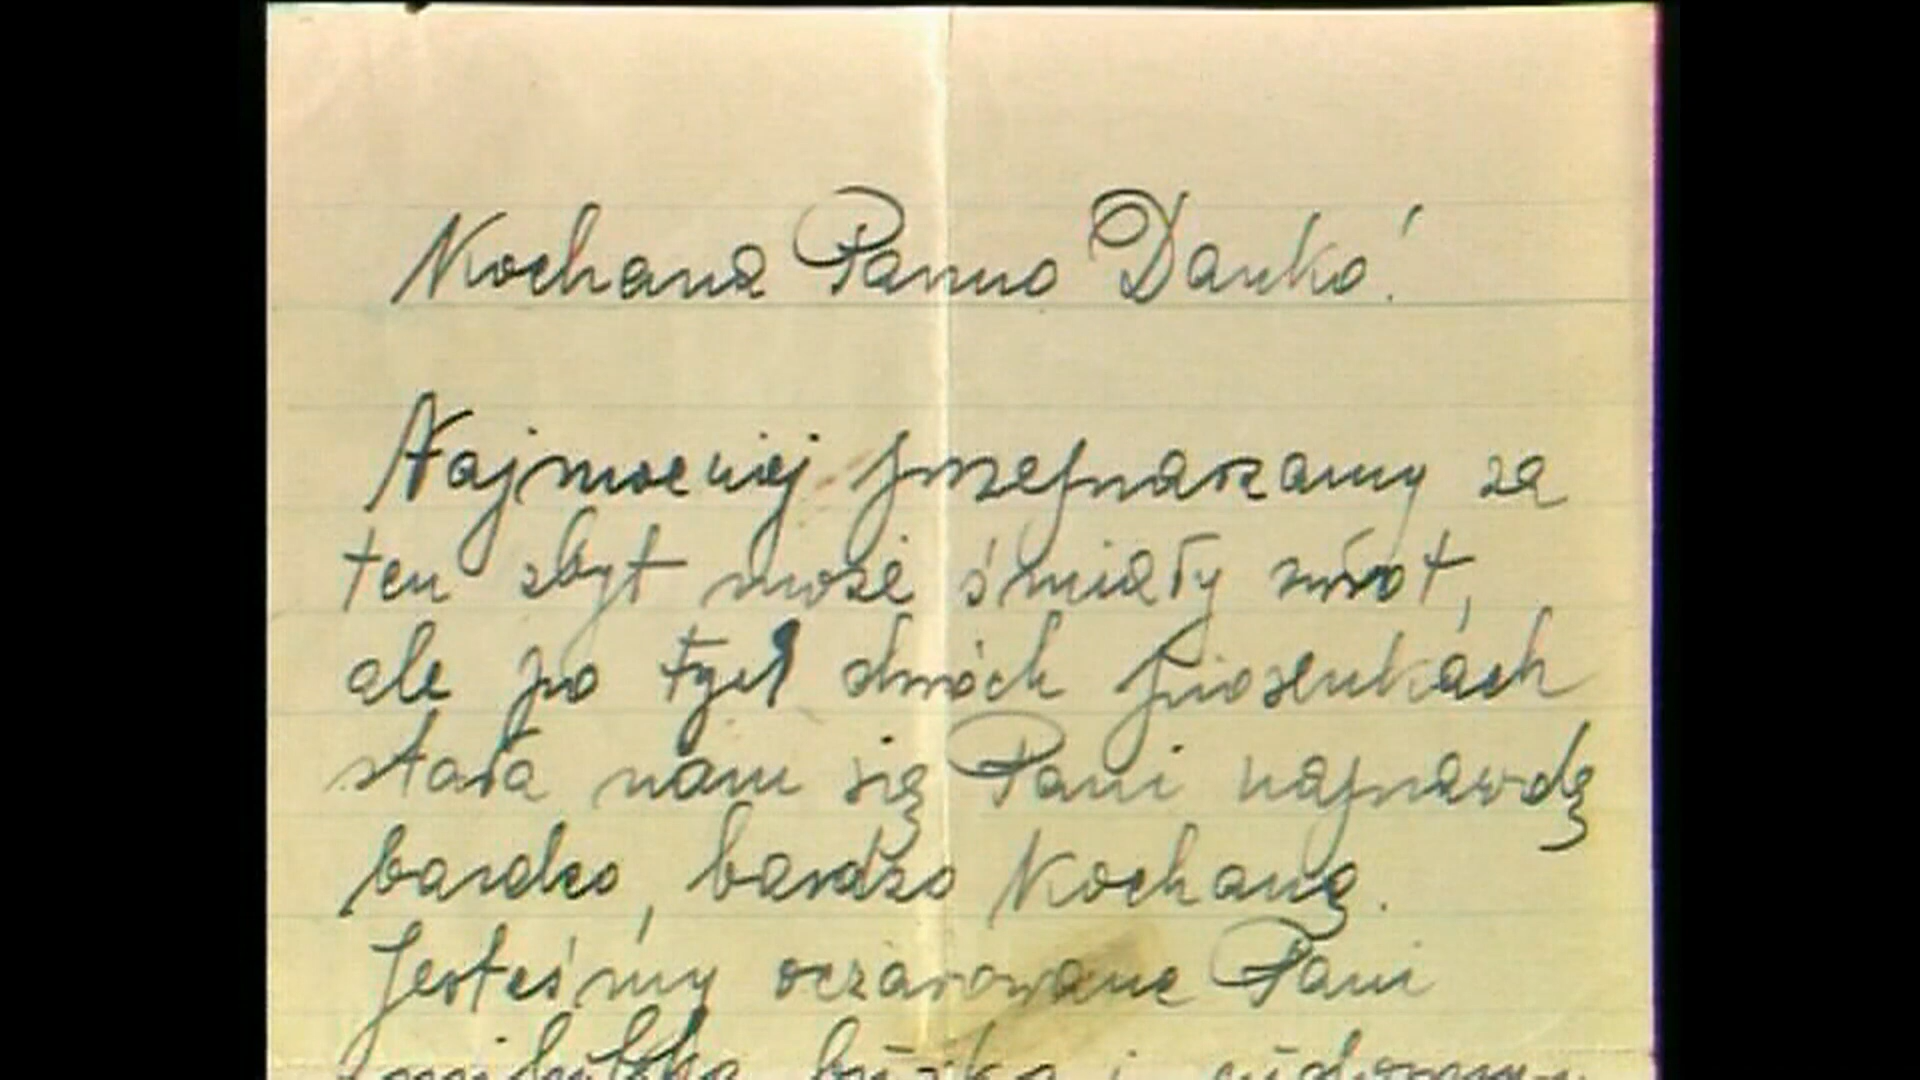 Kochana Panno Danko!
Najmocniej przepraszamy za
ten zbyt może śmiały zwrot,
ale po tych dwóch piosenkach
stała nam się Pani naprawdę
bardzo, bardzo Kochaną.
Jesteśmy oczarowane Pani
i